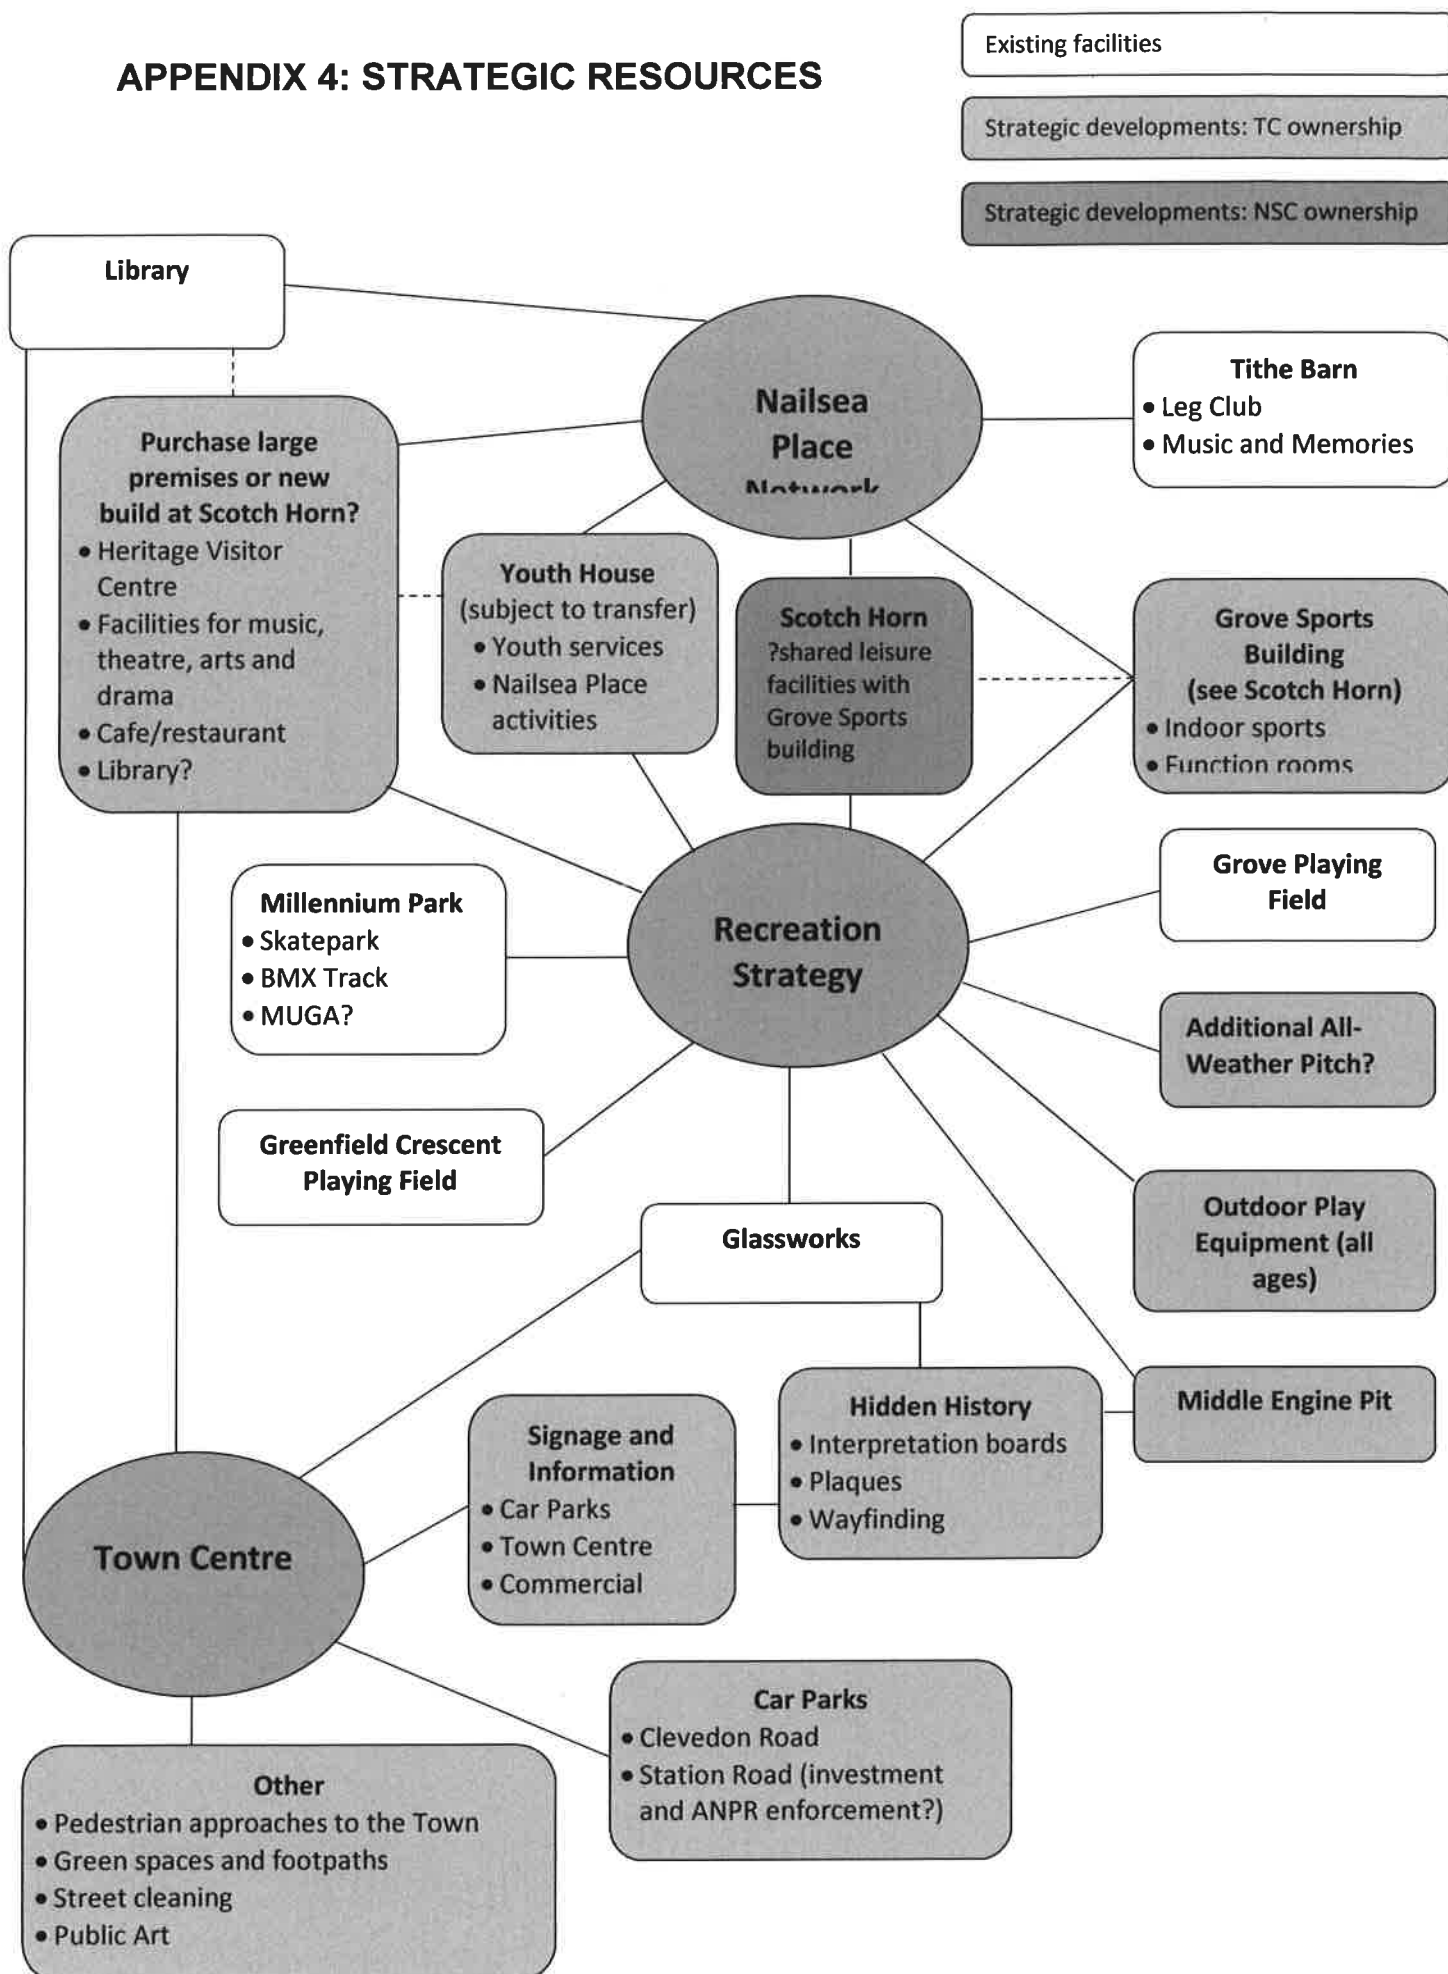 APPENDIX 4: STRATEGIC RESOURCES
Existing facilities
Strategic developments: TC ownership
Strategic developments: NSC ownership
Library
Nailsea
Place
Network
Tithe Barn
• Leg Club
• Music and Memories
Purchase large
premises or new
build at Scotch Horn?
• Heritage Visitor
Centre
• Facilities for music,
theatre, arts and
drama
• Cafe/restaurant
• Library?
Youth House
(subject to transfer)
• Youth services
• Nailsea Place
activities
Scotch Horn
?shared leisure
facilities with
Grove Sports
building
Grove Sports
Building
(see Scotch Horn)
• Indoor sports
• Function rooms
Millennium Park
• Skatepark
• BMX Track
• MUGA?
Recreation
Strategy
Grove Playing
Field
Additional All-
Weather Pitch?
Greenfield Crescent
Playing Field
Outdoor Play
Equipment (all
ages)
Glassworks
Middle Engine Pit
Hidden History
• Interpretation boards
• Plaques
• Wayfinding
Signage and
Information
• Car Parks
• Town Centre
• Commercial
Town Centre
Car Parks
• Clevedon Road
• Station Road (investment
and ANPR enforcement?)
Other
• Pedestrian approaches to the Town
• Green spaces and footpaths
• Street cleaning
• Public Art